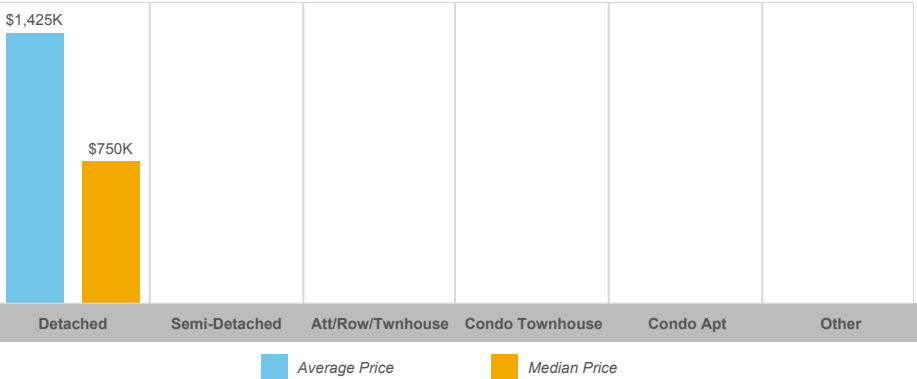 $1,425K
$750K
Detached Semi-Detached Att/Row/Twnhouse Condo Townhouse Condo Apt Other
Average Price Median Price